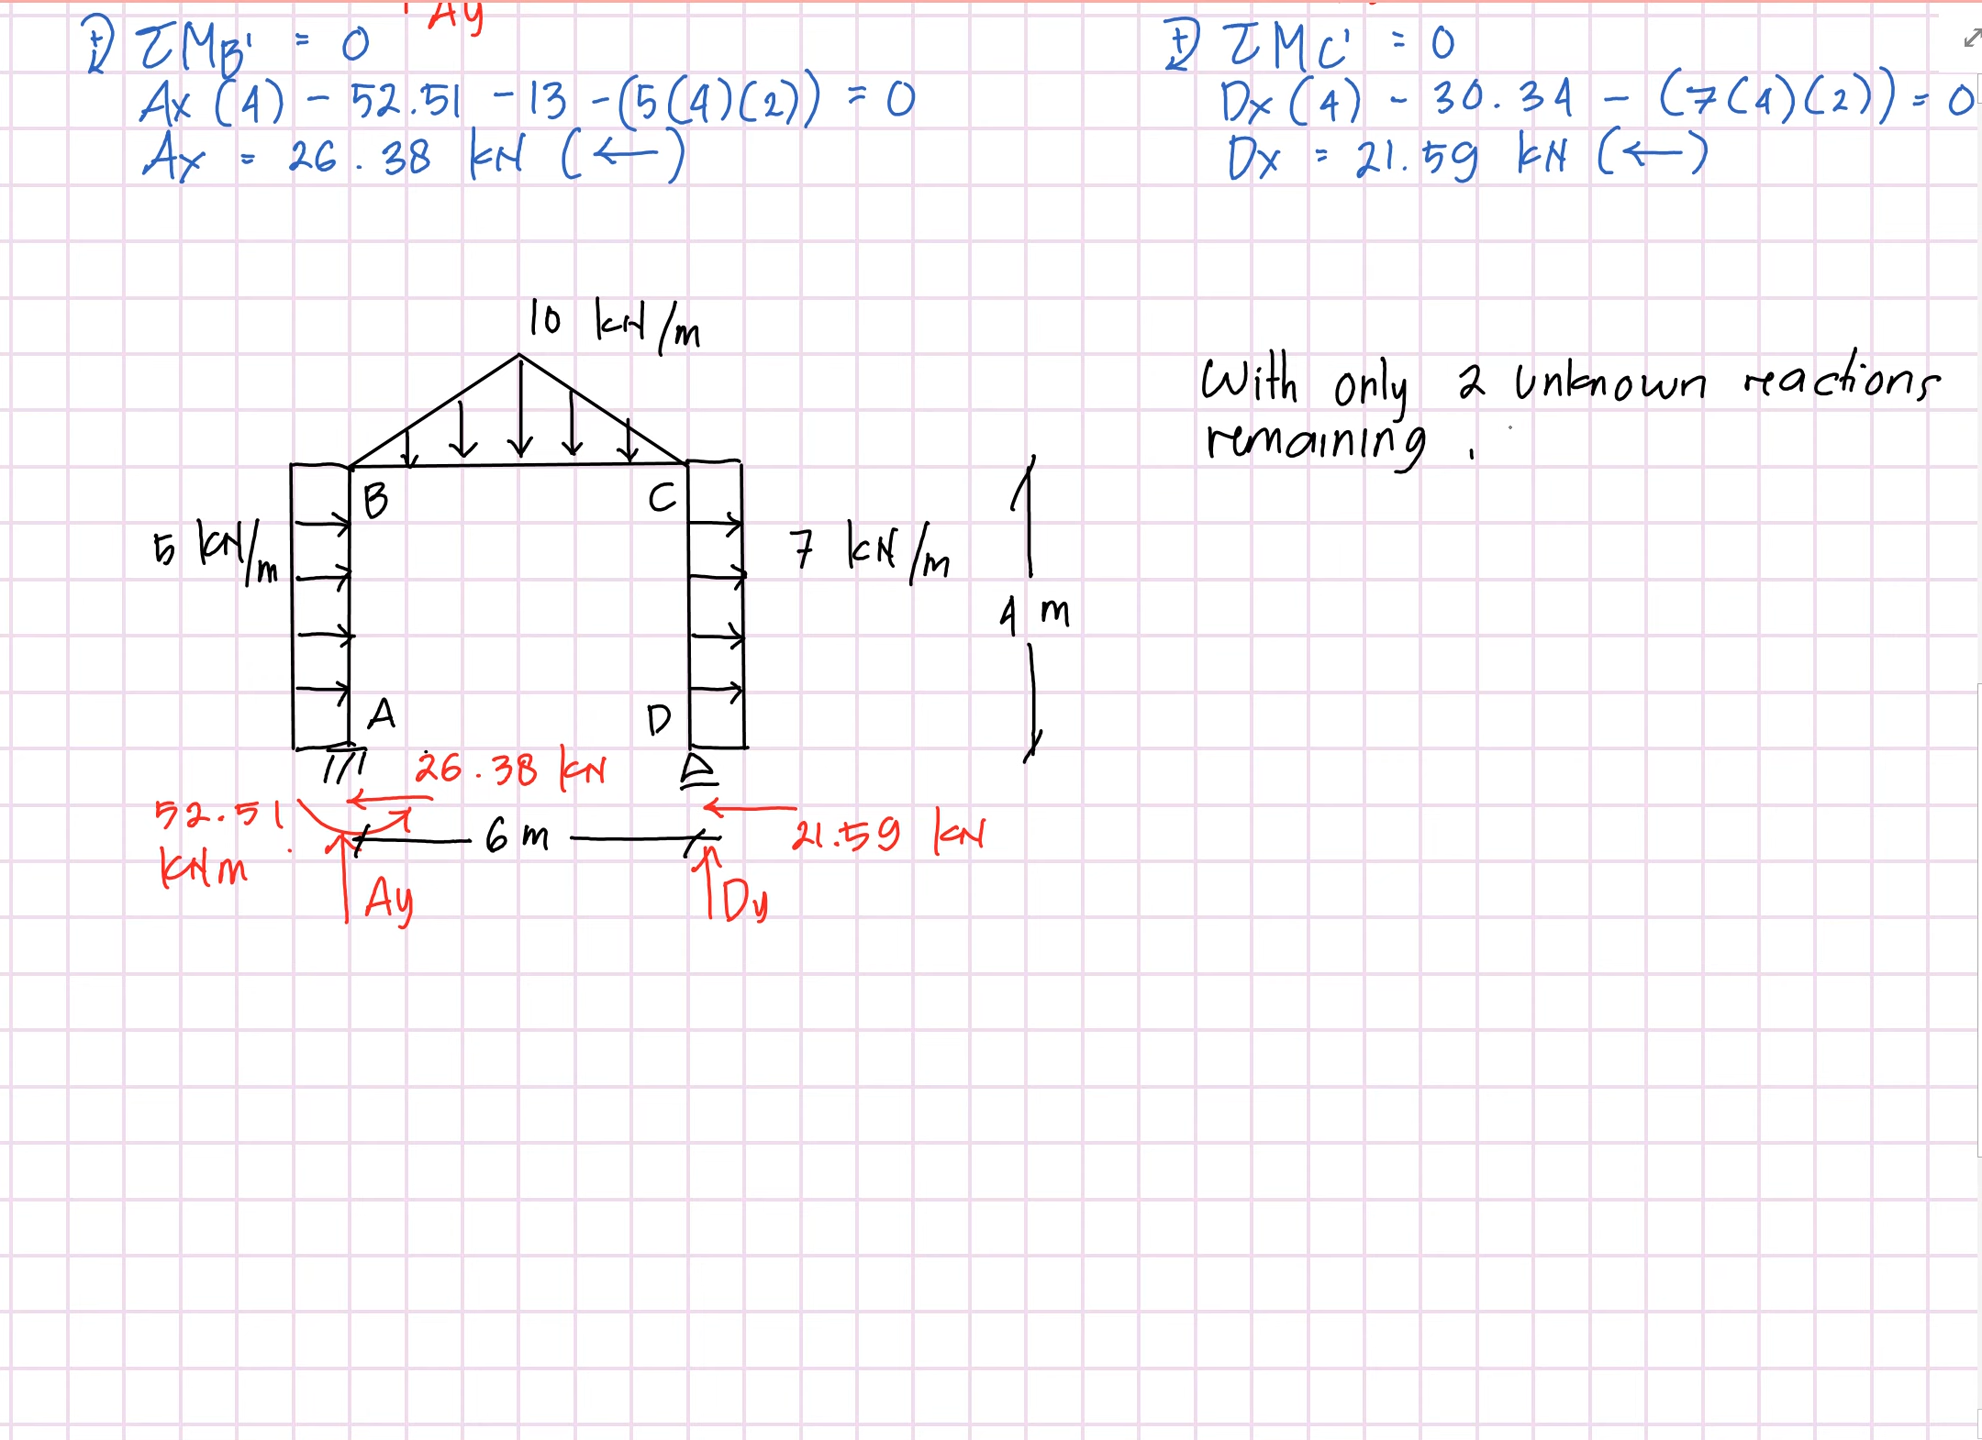 Ay
ΣMB' = 0
Ax (4) - 52.51 - 13 - (5(4)(2)) = 0
Ax = 26.38 kN (←)
ΣMC' = 0
Dx (4) - 30.34 - (7(4)(2)) = 0
Dx = 21.59 kN (←)
10 kN/m
With only 2 unknown reactions
remaining,
B
C
5 kN/m
7 kN/m
4 m
A
D
26.38 kN
52.51
kNm
6 m
21.59 kN
Ay
Dy